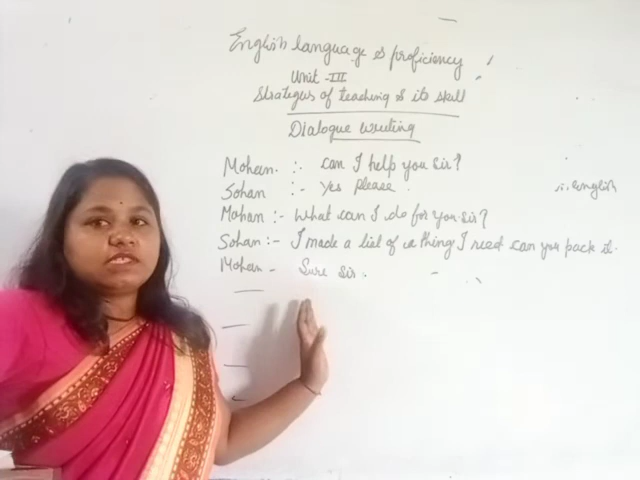 English language & proficiency
Unit - III
Strategies of teaching & its skill
Dialogue writing
Mohan :- Can I help you sir?
Sohan :- Yes please.
Mohan :- What can I do for you sir?
Sohan :- I made a list of a thing I need can you pack it.
Mohan - Sure sir.
English